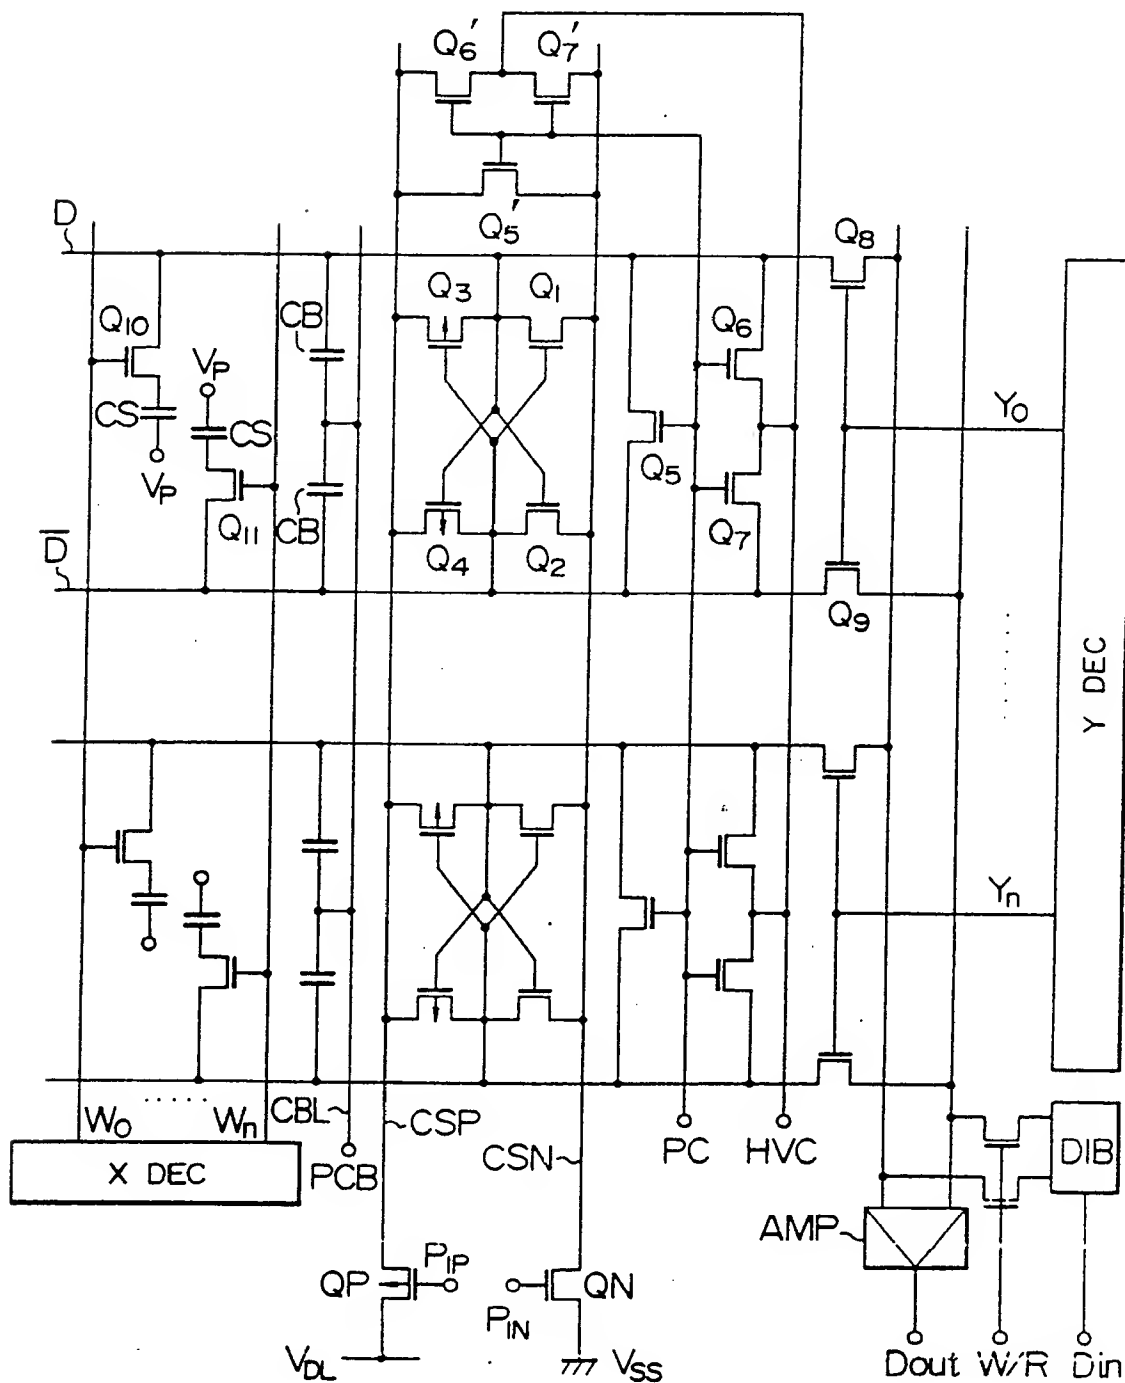 Q6' Q7'
Q5'
D Q8
Q3 Q1
CB Q6
Q10
VP
CS CS Y0
VP Q5
Q11 CB Q7
D̅ Q4 Q2
Q9
Y DEC
Yn
W0 ...... Wn CBL CSP PC HVC
CSN DIB
X DEC PCB
AMP
PIP
QP QN
PIN
VDL VSS Dout W/R Din